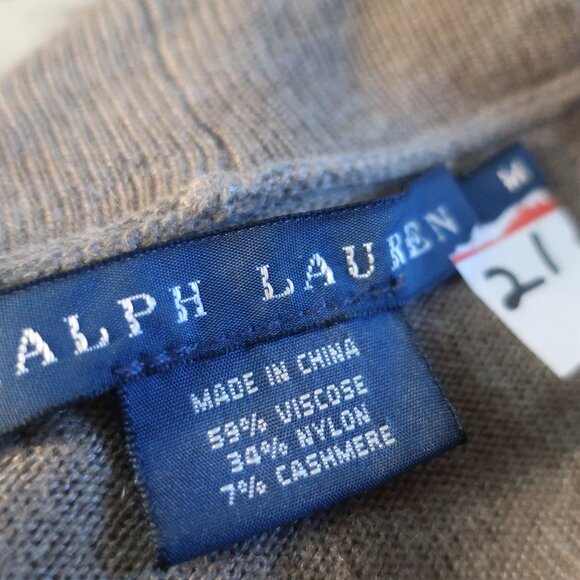 ALPH LAUREN
M
21
MADE IN CHINA
59% VISCOSE
34% NYLON
7% CASHMERE